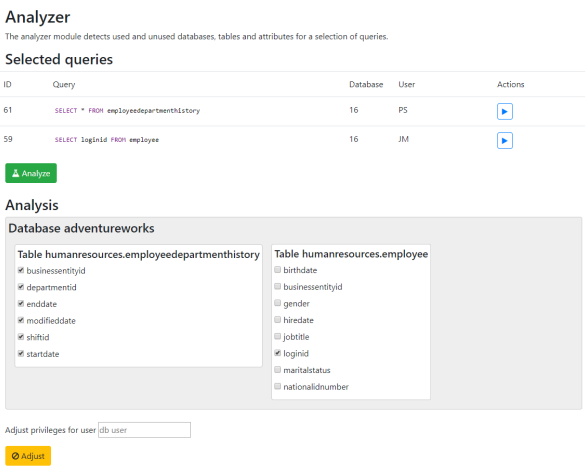 Analyzer
The analyzer module detects used and unused databases, tables and attributes for a selection of queries.
Selected queries
ID Query Database User Actions
61 SELECT * FROM employeedepartmenthistory 16 PS
59 SELECT loginid FROM employee 16 JM
Analyze
Analysis
Database adventureworks
Table humanresources.employeedepartmenthistory
businessentityid
departmentid
enddate
modifieddate
shiftid
startdate
Table humanresources.employee
birthdate
businessentityid
gender
hiredate
jobtitle
loginid
maritalstatus
nationalidnumber
Adjust privileges for user db user
Adjust